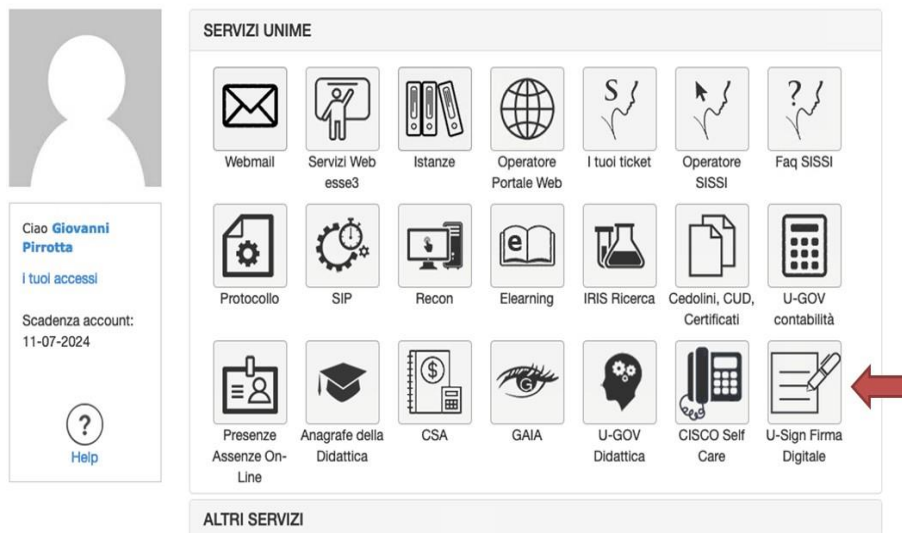 SERVIZI UNIME
Webmail
Servizi Web
esse3
Istanze
Operatore
Portale Web
S
I tuoi ticket
Operatore
SISSI
?
Faq SISSI
Ciao Giovanni
Pirrotta
I tuoi accessi
Scadenza account:
11-07-2024
?
Help
Protocollo
SIP
Recon
e
Elearning
IRIS Ricerca
Cedolini, CUD,
Certificati
U-GOV
contabilità
Presenze
Assenze On-
Line
Anagrafe della
Didattica
$
CSA
G
GAIA
U-GOV
Didattica
CISCO Self
Care
U-Sign Firma
Digitale
ALTRI SERVIZI